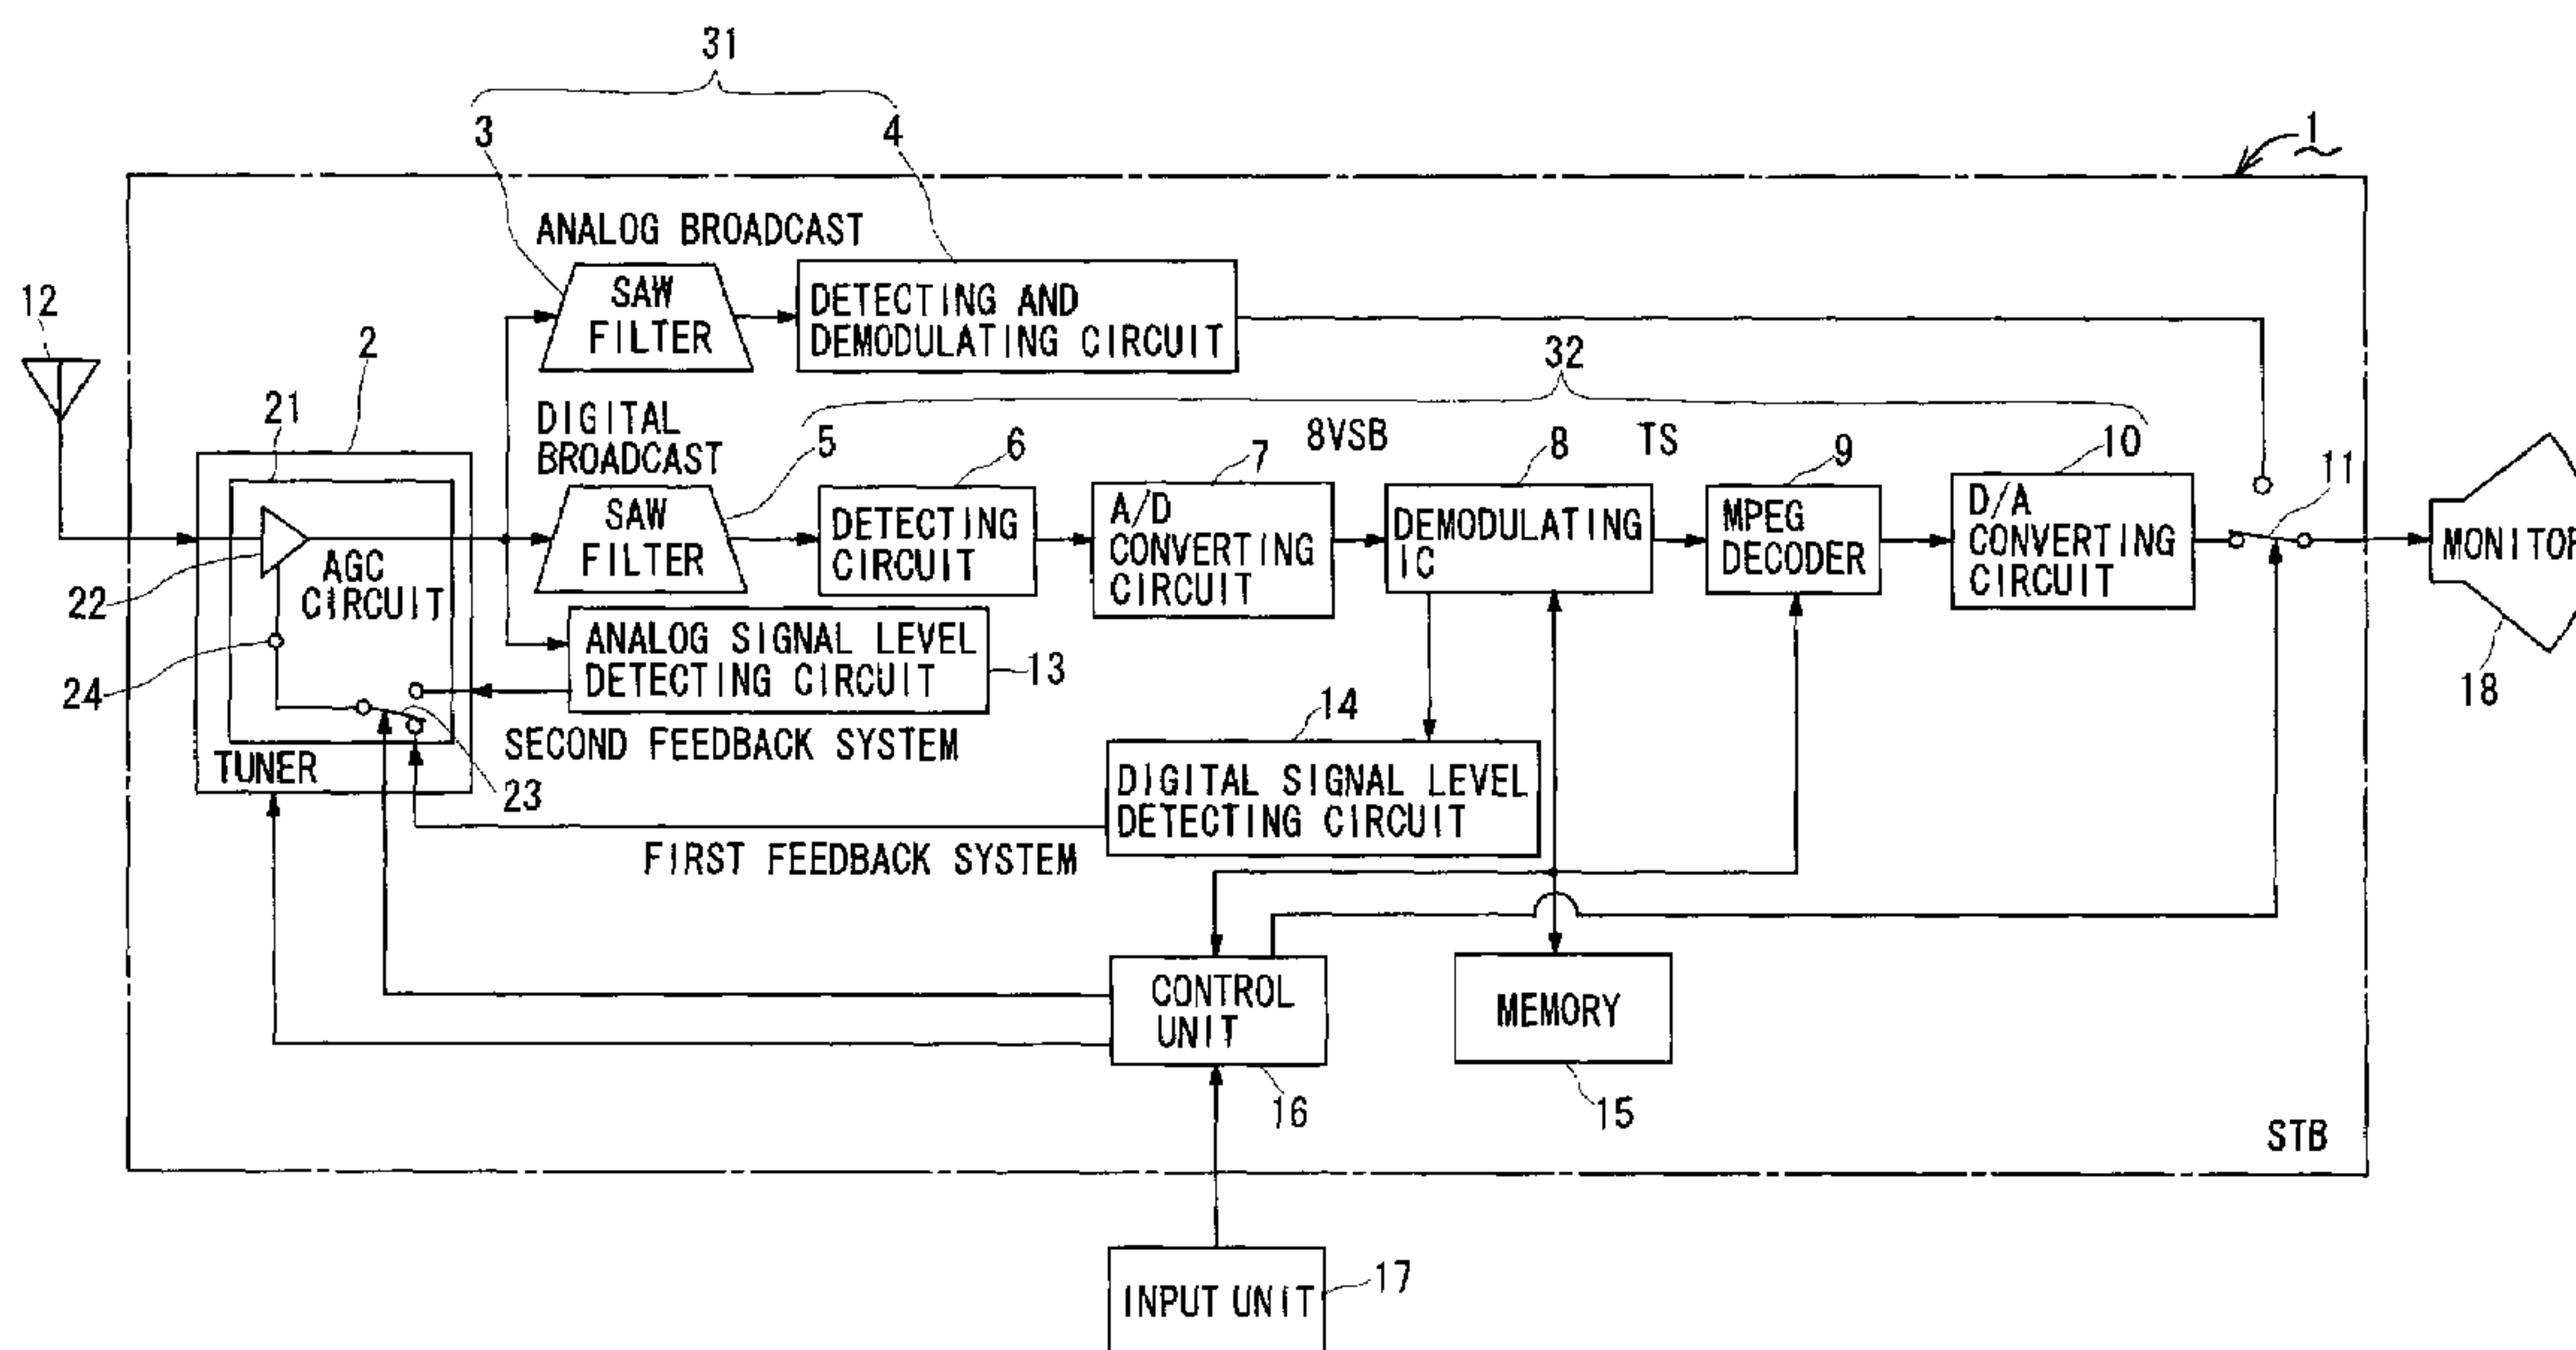 31
3
4
1
ANALOG BROADCAST
SAW
FILTER
DETECTING AND
DEMODULATING CIRCUIT
12
2
21
32
DIGITAL
BROADCAST
5
6
7
8VSB
8
TS
9
10
11
SAW
FILTER
DETECTING
CIRCUIT
A/D
CONVERTING
CIRCUIT
DEMODULATING
IC
MPEG
DECODER
D/A
CONVERTING
CIRCUIT
MONITOR
AGC
CIRCUIT
22
24
ANALOG SIGNAL LEVEL
DETECTING CIRCUIT
13
18
14
SECOND FEEDBACK SYSTEM
TUNER
23
DIGITAL SIGNAL LEVEL
DETECTING CIRCUIT
FIRST FEEDBACK SYSTEM
CONTROL
UNIT
MEMORY
16
15
STB
INPUT UNIT
17